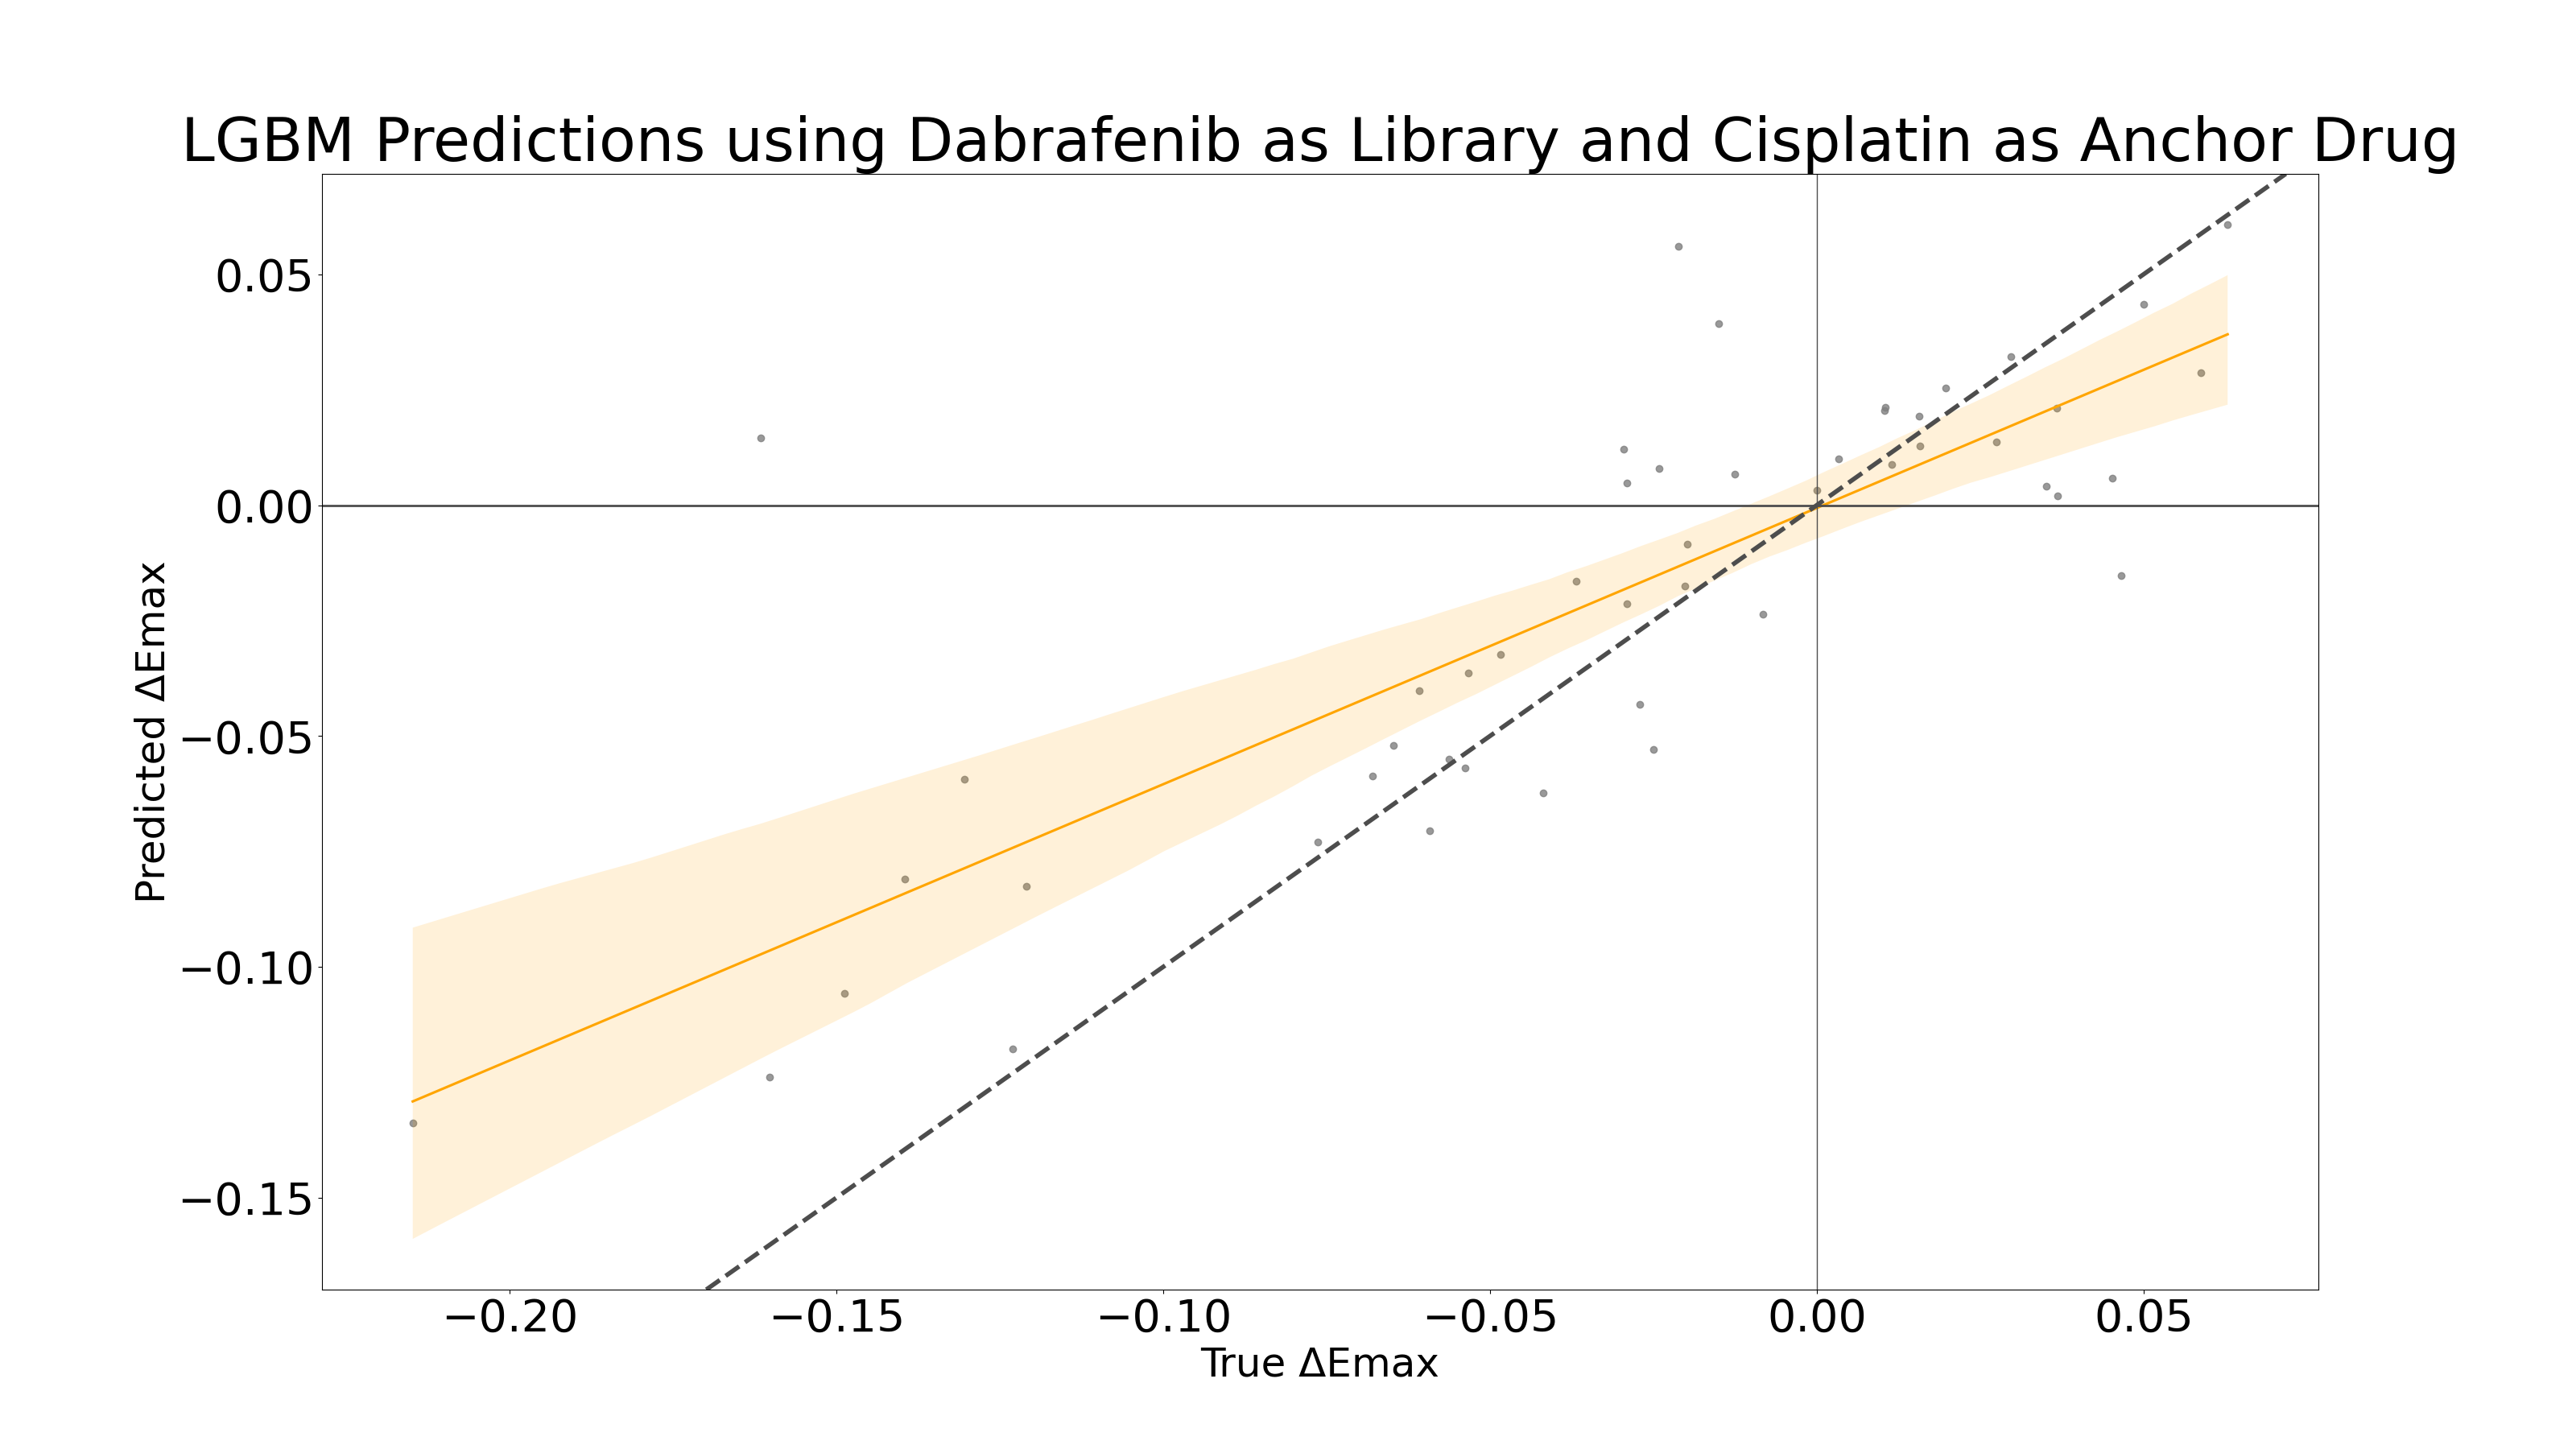 LGBM Predictions using Dabrafenib as Library and Cisplatin as Anchor Drug
0.05
0.00
−0.05
−0.10
−0.15
Predicted ΔEmax
−0.20 −0.15 −0.10 −0.05 0.00 0.05
True ΔEmax